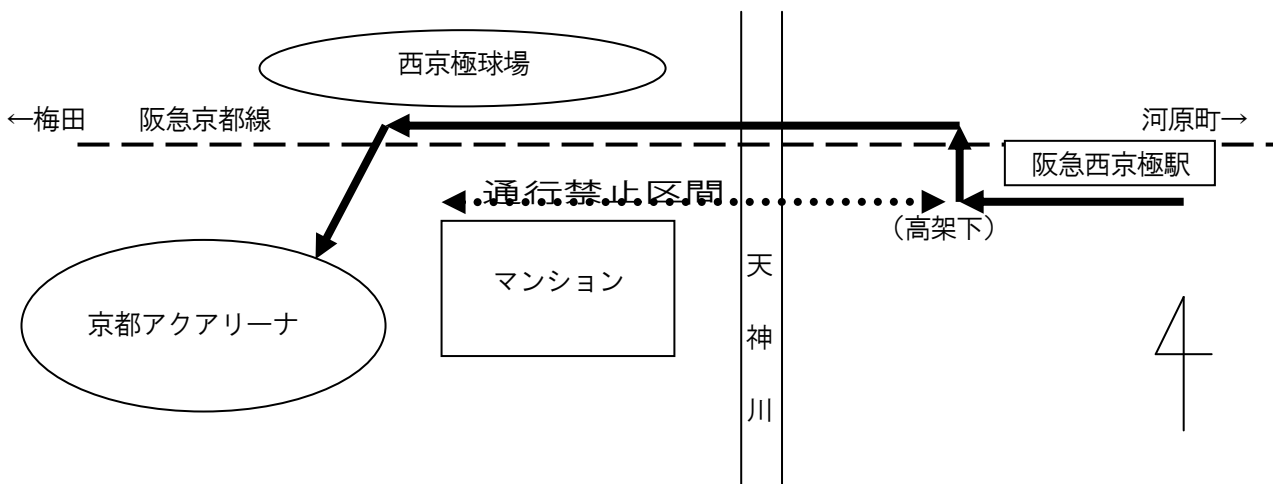 西京極球場
←梅田
阪急京都線
河原町→
阪急西京極駅
通行禁止区間
（高架下）
マンション
京都アクアリーナ
天神川